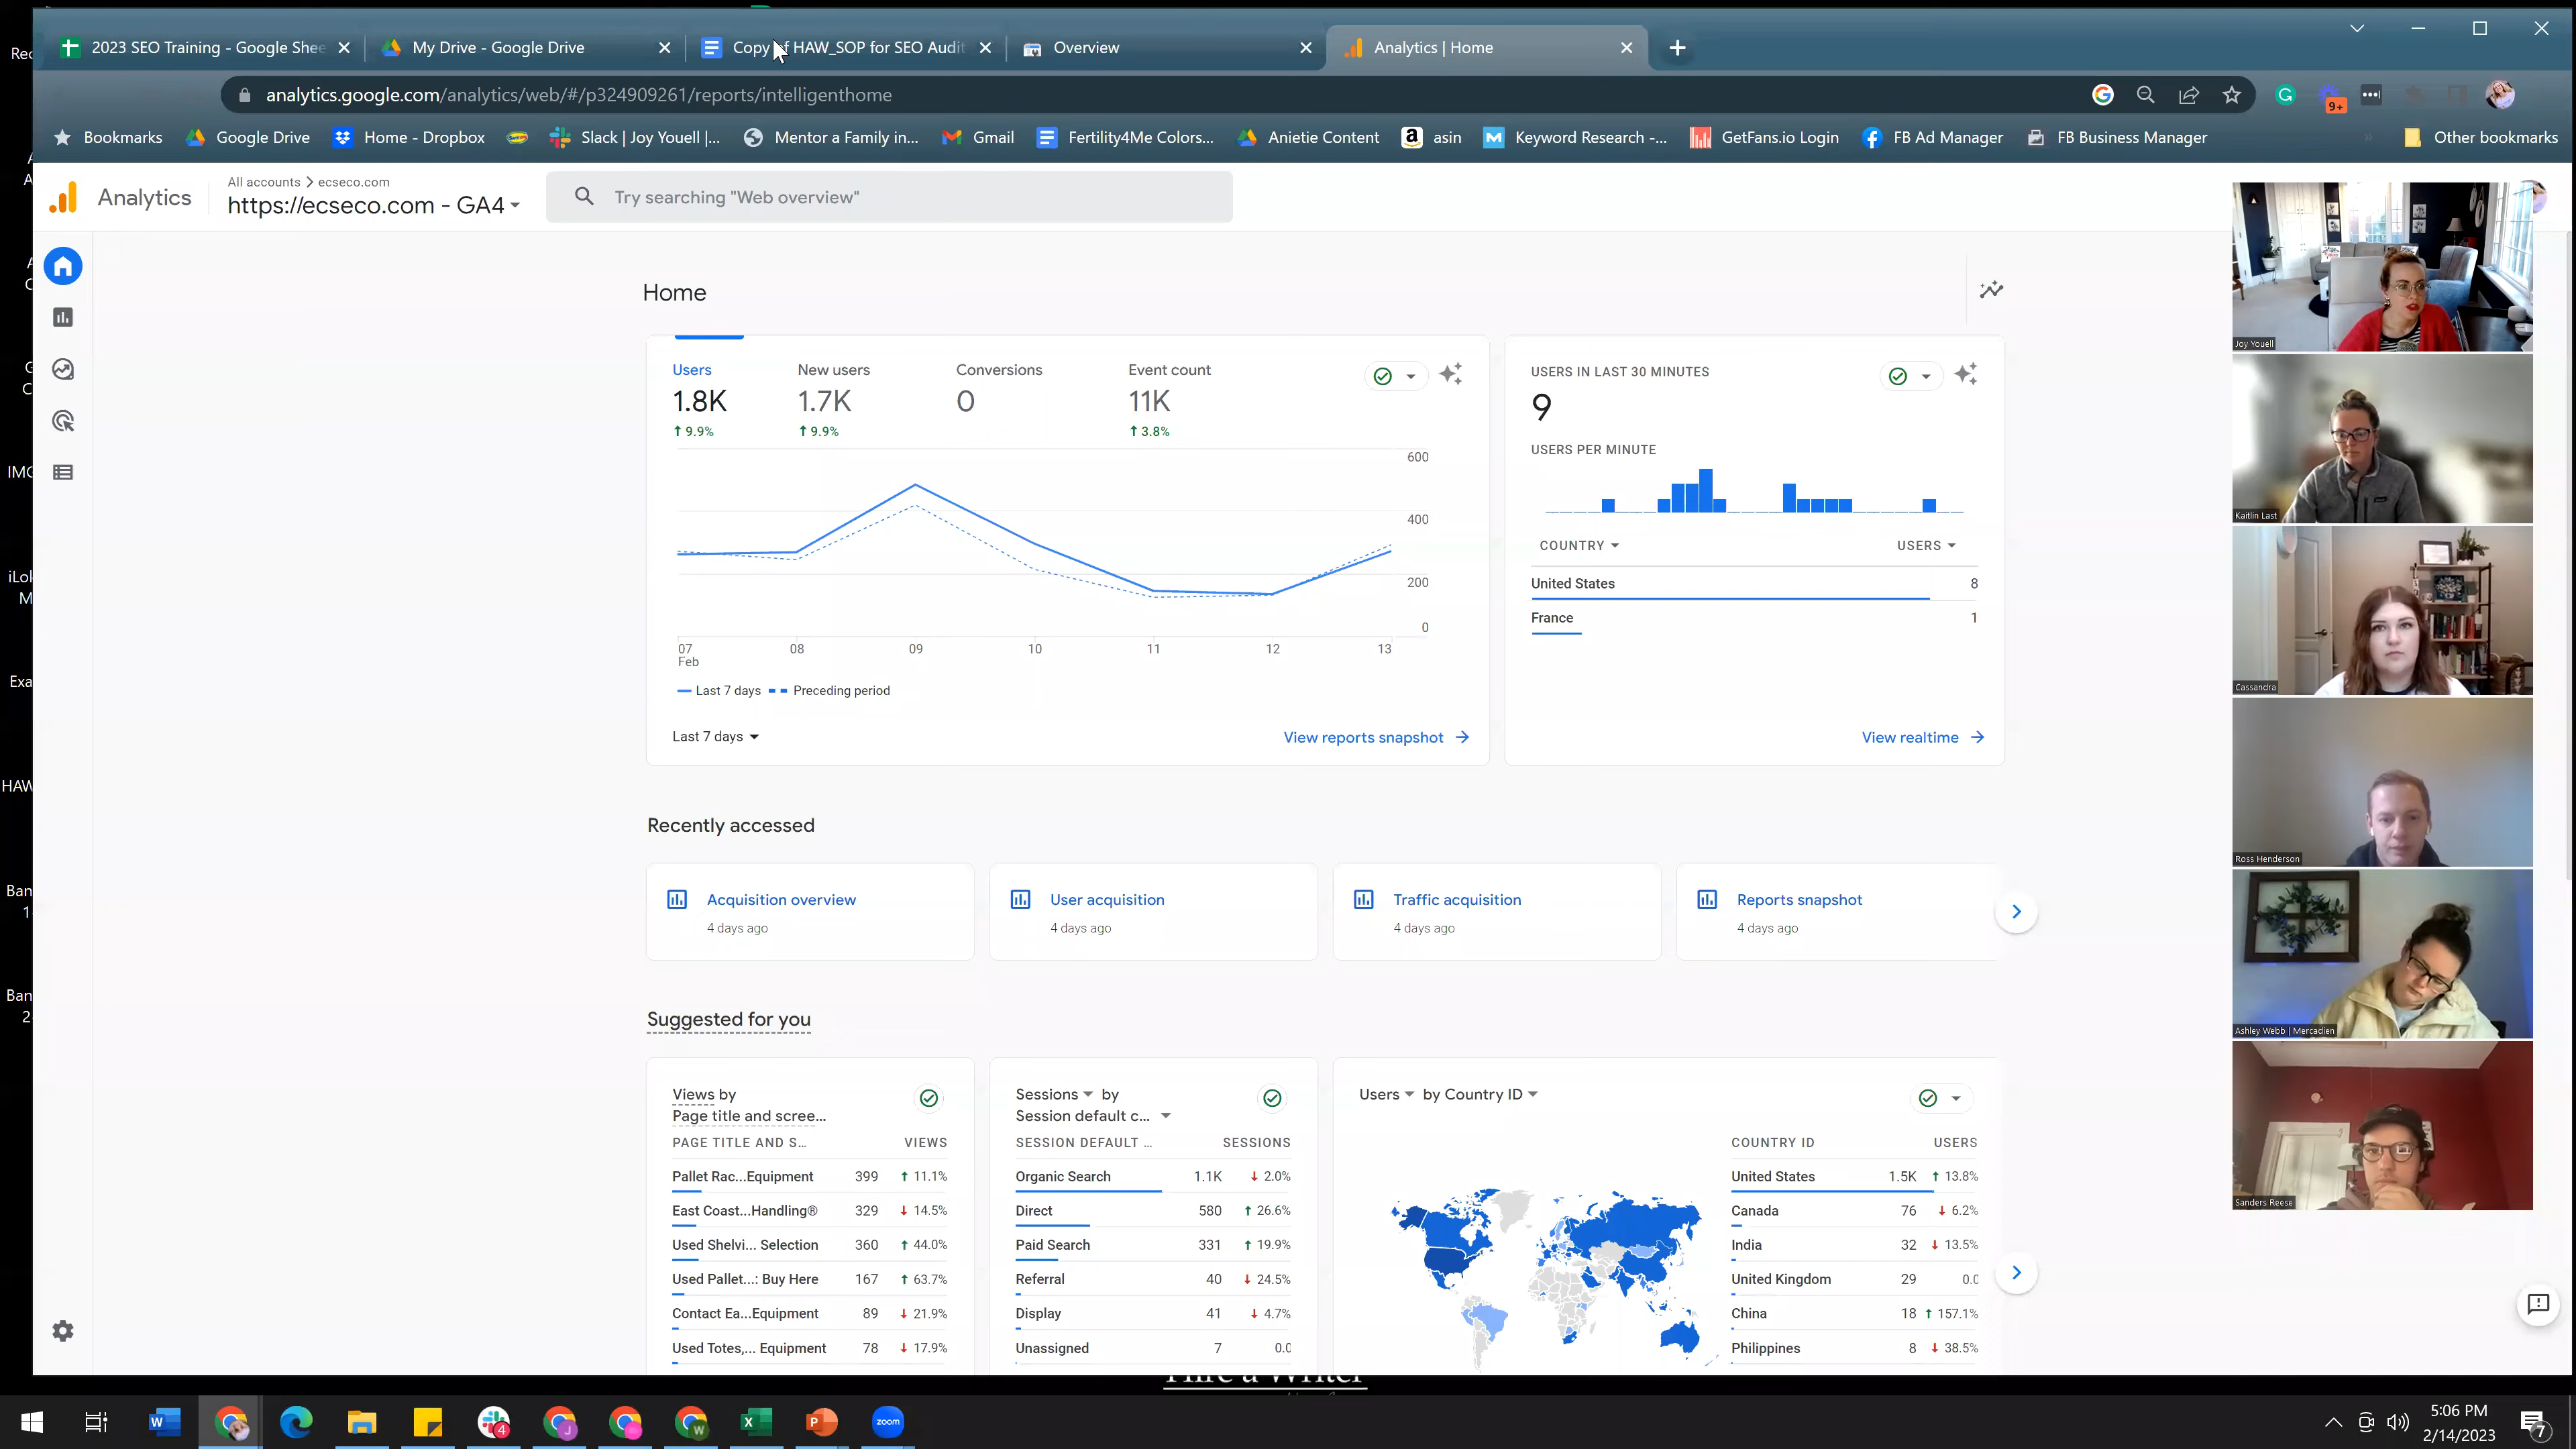 2023 SEO Training - Google Shee
My Drive - Google Drive
Copy of HAW_SOP for SEO Audit
Overview
Analytics | Home
analytics.google.com/analytics/web/#/p324909261/reports/intelligenthome
9+
Bookmarks
Google Drive
Home - Dropbox
Slack | Joy Youell |...
Mentor a Family in...
Gmail
Fertility4Me Colors...
Anietie Content
asin
Keyword Research -...
GetFans.io Login
FB Ad Manager
FB Business Manager
Other bookmarks
Analytics
All accounts > ecseco.com
https://ecseco.com - GA4
Try searching "Web overview"
Home
Users
1.8K
9.9%
New users
1.7K
9.9%
Conversions
0
Event count
11K
3.8%
600
400
200
0
07
Feb
08
09
10
11
12
13
Last 7 days
Preceding period
Last 7 days
View reports snapshot
USERS IN LAST 30 MINUTES
9
USERS PER MINUTE
COUNTRY USERS
United States 8
France 1
View realtime
Recently accessed
Acquisition overview
4 days ago
User acquisition
4 days ago
Traffic acquisition
4 days ago
Reports snapshot
4 days ago
Suggested for you
Views by
Page title and scree...
PAGE TITLE AND S... VIEWS
Pallet Rac...Equipment 399 11.1%
East Coast...Handling® 329 14.5%
Used Shelvi... Selection 360 44.0%
Used Pallet...: Buy Here 167 63.7%
Contact Ea...Equipment 89 21.9%
Used Totes,... Equipment 78 17.9%
Sessions by
Session default c...
SESSION DEFAULT ... SESSIONS
Organic Search 1.1K 2.0%
Direct 580 26.6%
Paid Search 331 19.9%
Referral 40 24.5%
Display 41 4.7%
Unassigned 7 0.0
Users by Country ID
COUNTRY ID USERS
United States 1.5K 13.8%
Canada 76 6.2%
India 32 13.5%
United Kingdom 29 0.0
China 18 157.1%
Philippines 8 38.5%
Joy Youell
Kaitlin Last
Cassandra
Ross Henderson
Ashley Webb | Mercadien
Sanders Reese
Rec
A
A
A
C
G
C
IMG
iLok
M
Exa
HAW
Ban
1
Ban
2
Hire a Writer
zoom
4
5:06 PM
2/14/2023
7